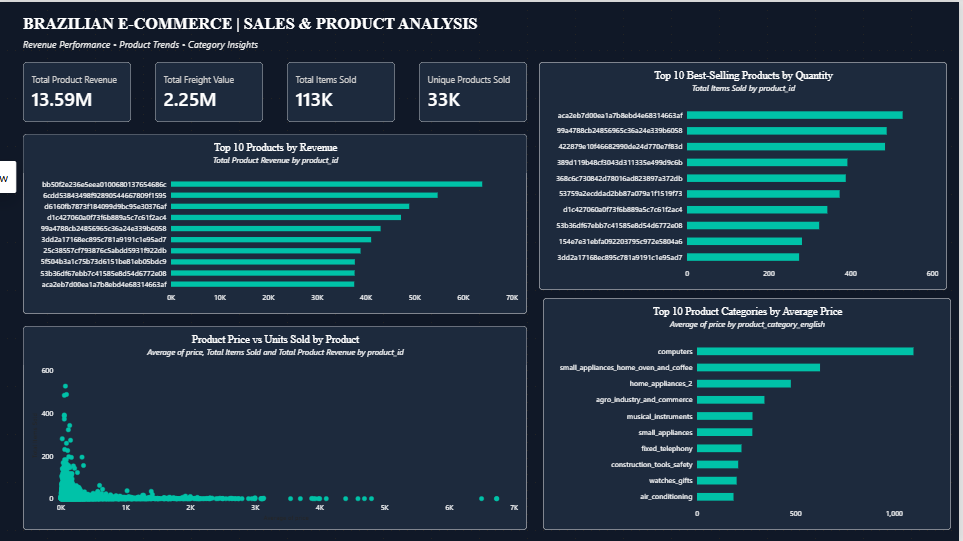 BRAZILIAN E-COMMERCE | SALES & PRODUCT ANALYSIS
Revenue Performance • Product Trends • Category Insights
Total Product Revenue
13.59M
Total Freight Value
2.25M
Total Items Sold
113K
Unique Products Sold
33K
Top 10 Best-Selling Products by Quantity
Total Items Sold by product_id
aca2eb7d00ea1a7b8ebd4e68314663af
99a4788cb24856965c36a24e339b6058
422879e10f46682990de24d770e7f83d
389d119b48cf3043d311335e499d9c6b
368c6c730842d78016ad823897a372db
53759a2ecddad2bb87a079a1f1519f73
d1c427060a0f73f6b889a5c7c61f2ac4
53b36df67ebb7c41585e8d54d6772e08
154e7e31ebfa092203795c972e5804a6
3dd2a17168ec895c781a9191c1e95ad7
0 200 400 600
w
Top 10 Products by Revenue
Total Product Revenue by product_id
bb50f2e236e5eea0100680137654686c
6cdd53843498f92890544667809f1595
d6160fb7873f184099d9bc95e30376af
d1c427060a0f73f6b889a5c7c61f2ac4
99a4788cb24856965c36a24e339b6058
3dd2a17168ec895c781a9191c1e95ad7
25c38557cf793876c5abdd5931f922db
5f504b3a1c75b73d6151be81eb05bdc9
53b36df67ebb7c41585e8d54d6772e08
aca2eb7d00ea1a7b8ebd4e68314663af
0K 10K 20K 30K 40K 50K 60K 70K
Top 10 Product Categories by Average Price
Average of price by product_category_english
computers
small_appliances_home_oven_and_coffee
home_appliances_2
agro_industry_and_commerce
musical_instruments
small_appliances
fixed_telephony
construction_tools_safety
watches_gifts
air_conditioning
0 500 1,000
Product Price vs Units Sold by Product
Average of price, Total Items Sold and Total Product Revenue by product_id
600
400
200
0
0K 1K 2K 3K 4K 5K 6K 7K